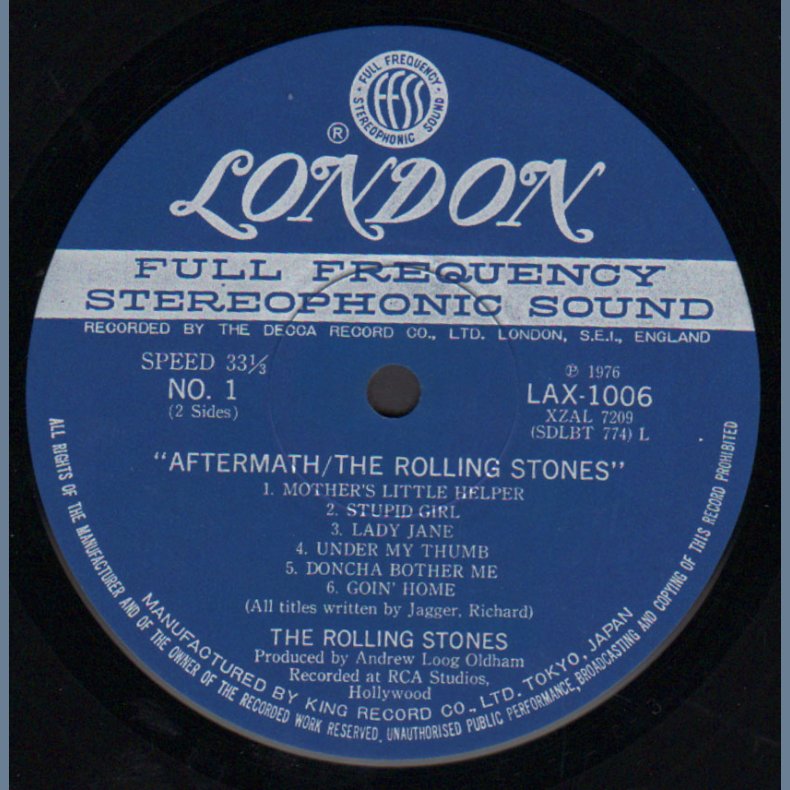 FULL FREQUENCY
FFSS
STEREOPHONIC SOUND
®
LONDON
FULL FREQUENCY
STEREOPHONIC SOUND
RECORDED BY THE DECCA RECORD CO., LTD. LONDON, S.E.I., ENGLAND
SPEED 33⅓
NO. 1
(2 Sides)
℗ 1976
LAX-1006
XZAL 7209
(SDLBT 774) L
"AFTERMATH/THE ROLLING STONES"
1. MOTHER'S LITTLE HELPER
2. STUPID GIRL
3. LADY JANE
4. UNDER MY THUMB
5. DONCHA BOTHER ME
6. GOIN' HOME
(All titles written by Jagger, Richard)
THE ROLLING STONES
Produced by Andrew Loog Oldham
Recorded at RCA Studios,
Hollywood
MANUFACTURED BY KING RECORD CO., LTD. TOKYO, JAPAN
ALL RIGHTS OF THE MANUFACTURER AND OF THE OWNER OF THE RECORDED WORK RESERVED. UNAUTHORISED PUBLIC PERFORMANCE, BROADCASTING AND COPYING OF THIS RECORD PROHIBITED